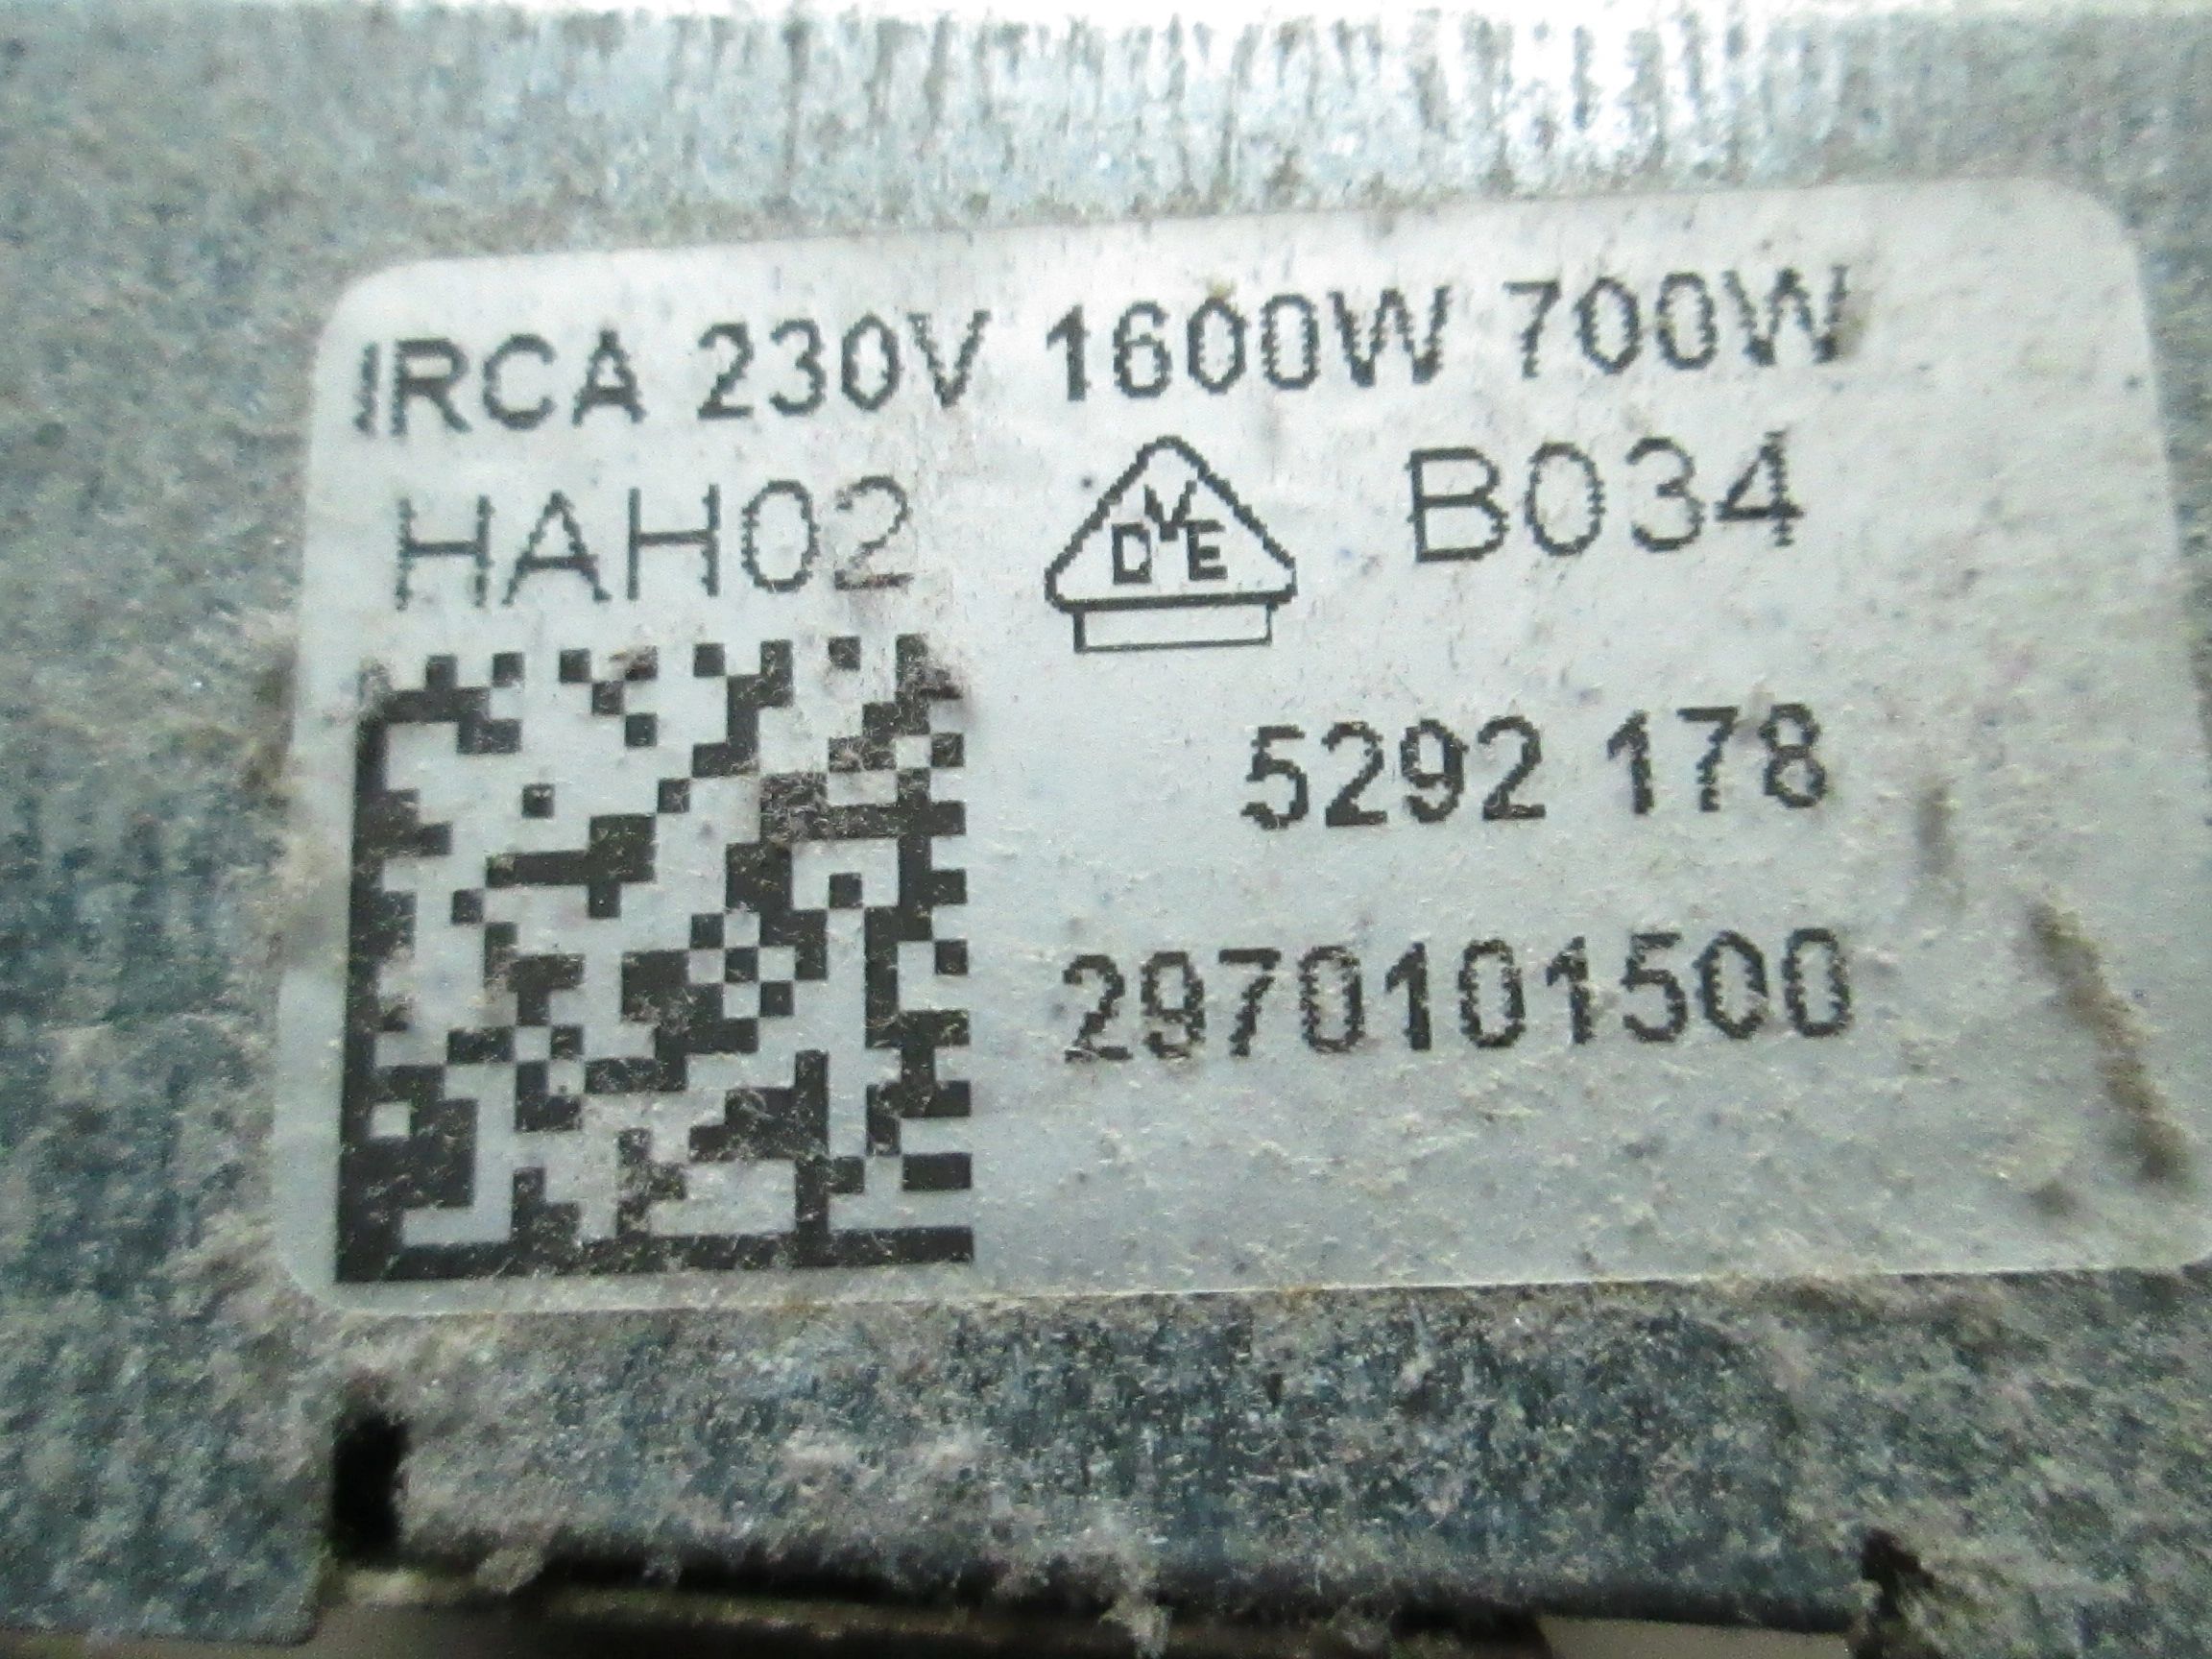 IRCA 230V 1600W 700W
HAH02 DVE B034
5292 178
2970101500